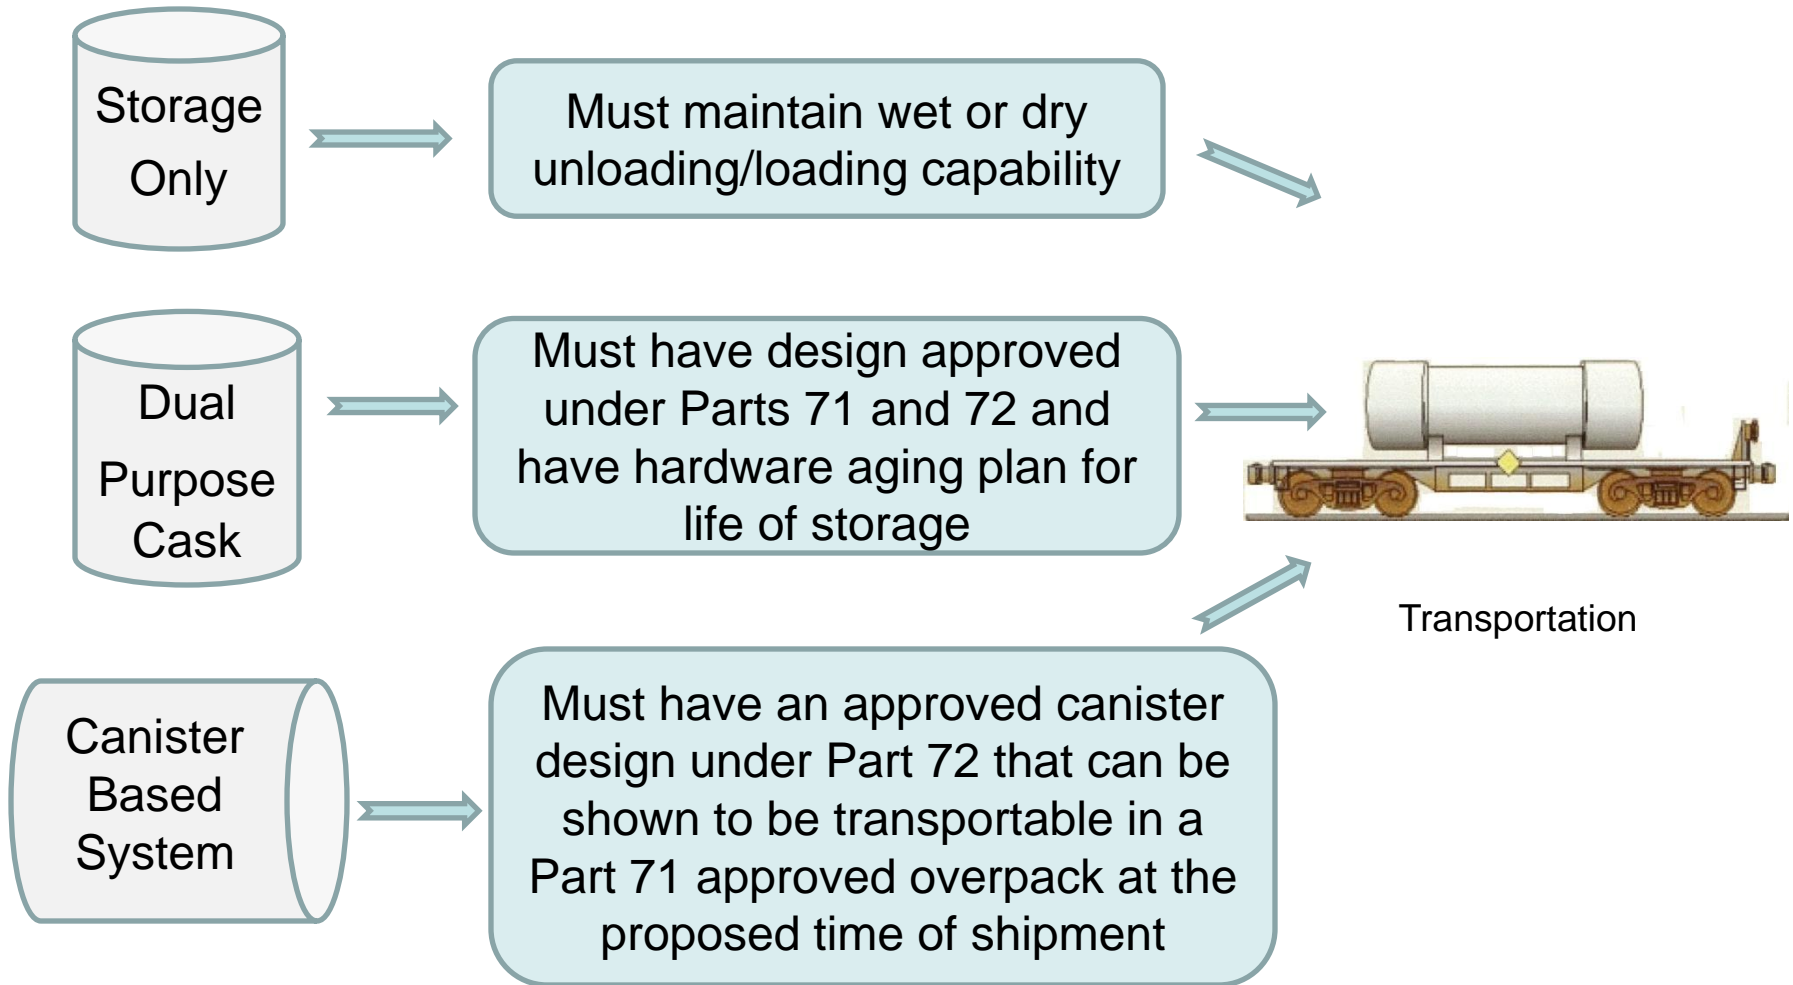 Storage
Only
Must maintain wet or dry
unloading/loading capability
Dual
Purpose
Cask
Must have design approved
under Parts 71 and 72 and
have hardware aging plan for
life of storage
Transportation
Canister
Based
System
Must have an approved canister
design under Part 72 that can be
shown to be transportable in a
Part 71 approved overpack at the
proposed time of shipment